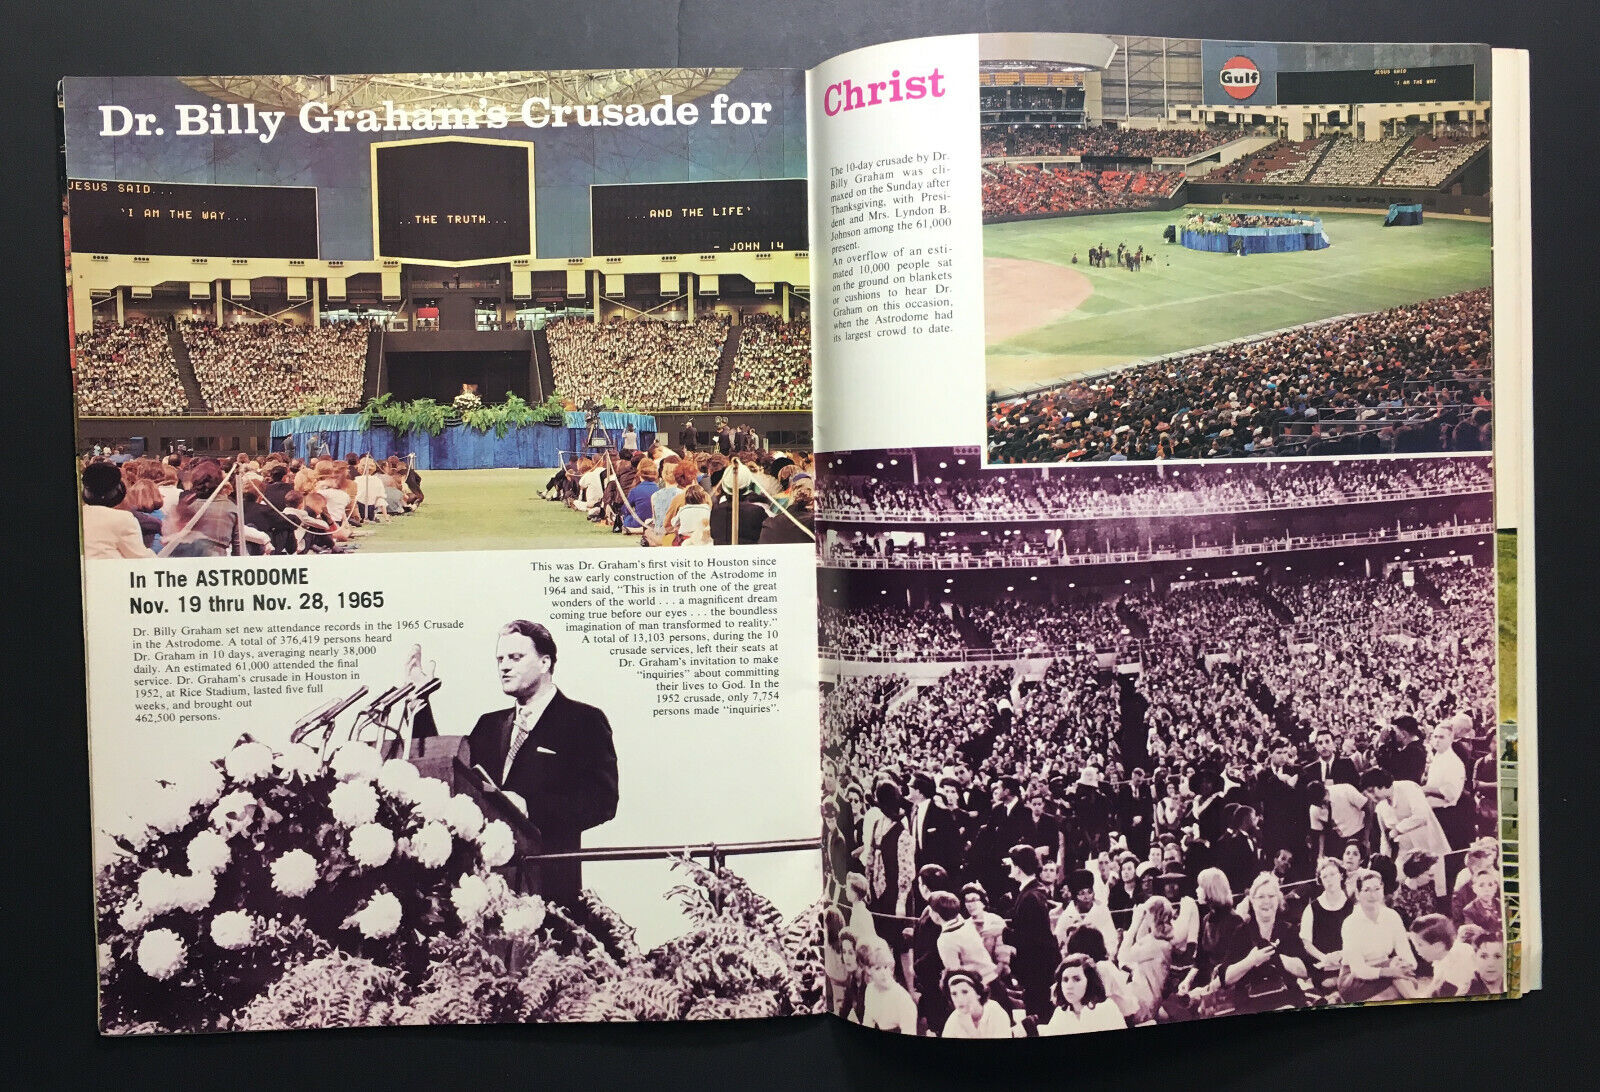 Dr. Billy Graham's Crusade for
Christ
JESUS SAID...
'I AM THE WAY...
..THE TRUTH...
...AND THE LIFE'
- JOHN 14
In The ASTRODOME
Nov. 19 thru Nov. 28, 1965
Dr. Billy Graham set new attendance records in the 1965 Crusade
in the Astrodome. A total of 376,419 persons heard
Dr. Graham in 10 days, averaging nearly 38,000
daily. An estimated 61,000 attended the final
service. Dr. Graham's crusade in Houston in
1952, at Rice Stadium, lasted five full
weeks, and brought out
462,500 persons.
This was Dr. Graham's first visit to Houston since
he saw early construction of the Astrodome in
1964 and said, "This is in truth one of the great
wonders of the world . . . a magnificent dream
coming true before our eyes . . . the boundless
imagination of man transformed to reality."
A total of 13,103 persons, during the 10
crusade services, left their seats at
Dr. Graham's invitation to make
"inquiries" about committing
their lives to God. In the
1952 crusade, only 7,754
persons made "inquiries".
The 10-day crusade by Dr.
Billy Graham was cli-
maxed on the Sunday after
Thanksgiving, with Presi-
dent and Mrs. Lyndon B.
Johnson among the 61,000
present.
An overflow of an esti-
mated 10,000 people sat
on the ground on blankets
or cushions to hear Dr.
Graham on this occasion,
when the Astrodome had
its largest crowd to date.
Gulf
JESUS SAID
'I AM THE WAY